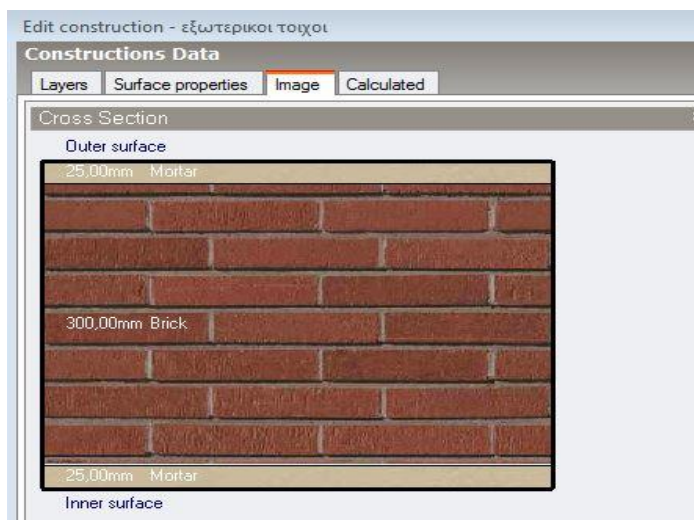 Edit construction - εξωτερικοι τοιχοι
Constructions Data
Layers Surface properties Image Calculated
Cross Section
Outer surface
25,00mm Mortar
300,00mm Brick
25,00mm Mortar
Inner surface